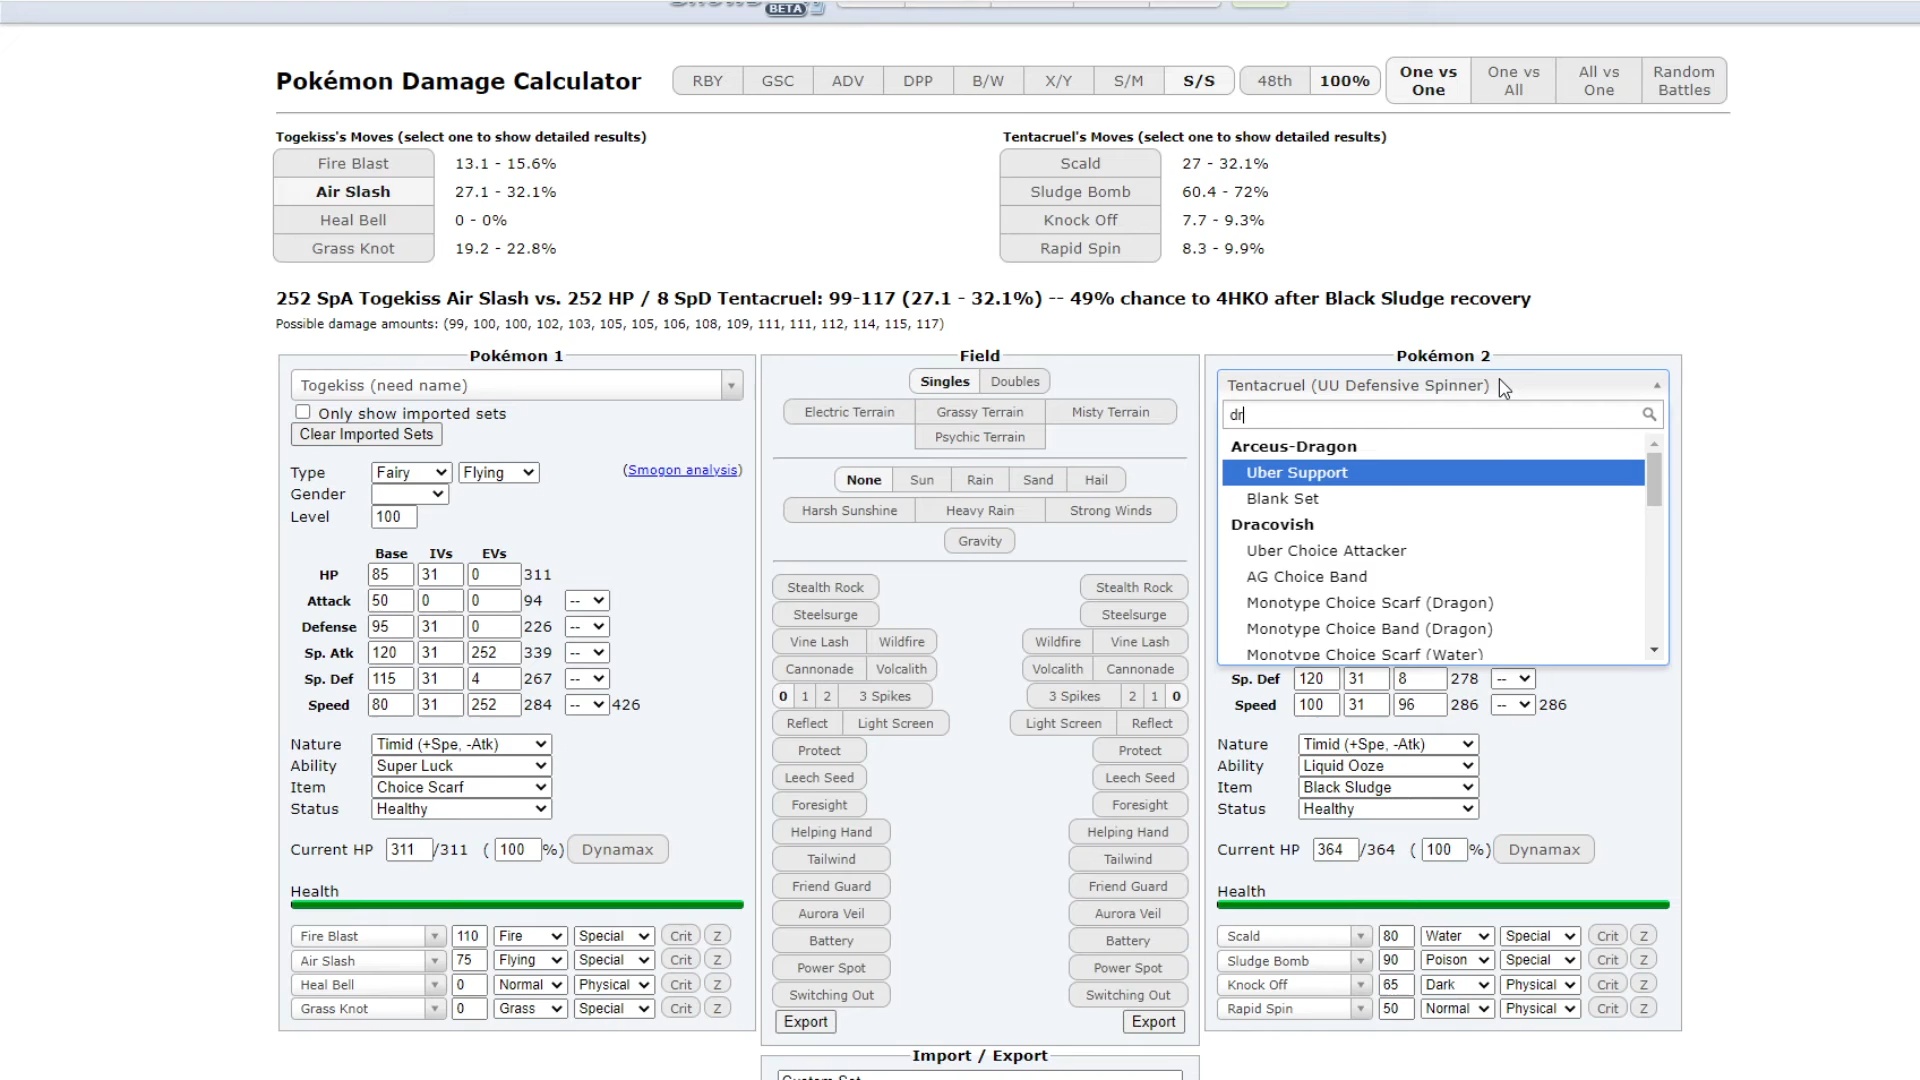 BETA
Pokémon Damage Calculator
RBY GSC ADV DPP B/W X/Y S/M S/S 48th 100% One vs One One vs All All vs One Random Battles
Togekiss's Moves (select one to show detailed results) Tentacruel's Moves (select one to show detailed results)
Fire Blast 13.1 - 15.6% Scald 27 - 32.1%
Air Slash 27.1 - 32.1% Sludge Bomb 60.4 - 72%
Heal Bell 0 - 0% Knock Off 7.7 - 9.3%
Grass Knot 19.2 - 22.8% Rapid Spin 8.3 - 9.9%
252 SpA Togekiss Air Slash vs. 252 HP / 8 SpD Tentacruel: 99-117 (27.1 - 32.1%) -- 49% chance to 4HKO after Black Sludge recovery
Possible damage amounts: (99, 100, 100, 102, 103, 105, 105, 106, 108, 109, 111, 111, 112, 114, 115, 117)
Pokémon 1
Togekiss (need name)
Only show imported sets
Clear Imported Sets
Type Fairy Flying (Smogon analysis)
Gender
Level 100
Base IVs EVs
HP 85 31 0 311
Attack 50 0 0 94 --
Defense 95 31 0 226 --
Sp. Atk 120 31 252 339 --
Sp. Def 115 31 4 267 --
Speed 80 31 252 284 -- 426
Nature Timid (+Spe, -Atk)
Ability Super Luck
Item Choice Scarf
Status Healthy
Current HP 311 /311 ( 100 %) Dynamax
Health
Fire Blast 110 Fire Special Crit Z
Air Slash 75 Flying Special Crit Z
Heal Bell 0 Normal Physical Crit Z
Grass Knot 0 Grass Special Crit Z
Field
Singles Doubles
Electric Terrain Grassy Terrain Misty Terrain
Psychic Terrain
None Sun Rain Sand Hail
Harsh Sunshine Heavy Rain Strong Winds
Gravity
Stealth Rock Stealth Rock
Steelsurge Steelsurge
Vine Lash Wildfire Wildfire Vine Lash
Cannonade Volcalith Volcalith Cannonade
0 1 2 3 Spikes 3 Spikes 2 1 0
Reflect Light Screen Light Screen Reflect
Protect Protect
Leech Seed Leech Seed
Foresight Foresight
Helping Hand Helping Hand
Tailwind Tailwind
Friend Guard Friend Guard
Aurora Veil Aurora Veil
Battery Battery
Power Spot Power Spot
Switching Out Switching Out
Export Export
Import / Export
Custom Set
Pokémon 2
Tentacruel (UU Defensive Spinner)
dr
Arceus-Dragon
Uber Support
Blank Set
Dracovish
Uber Choice Attacker
AG Choice Band
Monotype Choice Scarf (Dragon)
Monotype Choice Band (Dragon)
Monotype Choice Scarf (Water)
Sp. Def 120 31 8 278 --
Speed 100 31 96 286 -- 286
Nature Timid (+Spe, -Atk)
Ability Liquid Ooze
Item Black Sludge
Status Healthy
Current HP 364 /364 ( 100 %) Dynamax
Health
Scald 80 Water Special Crit Z
Sludge Bomb 90 Poison Special Crit Z
Knock Off 65 Dark Physical Crit Z
Rapid Spin 50 Normal Physical Crit Z